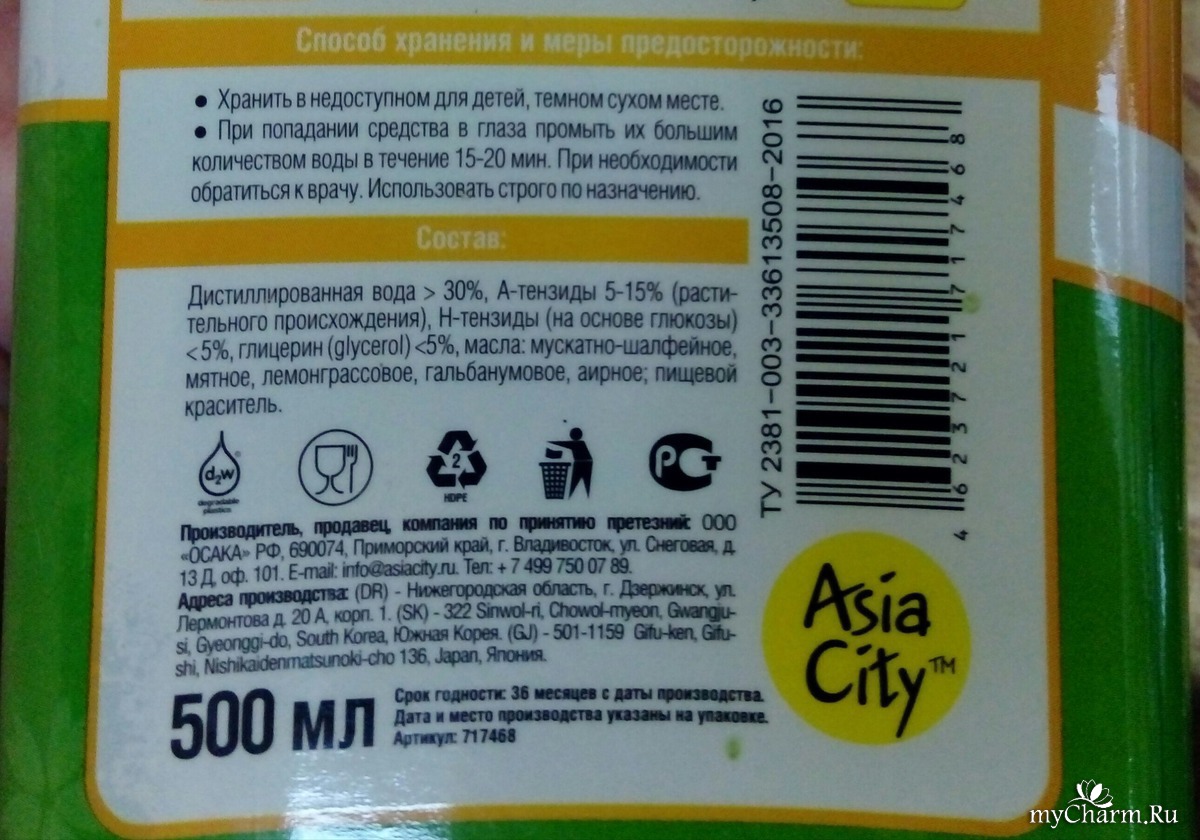 Способ хранения и меры предосторожности:
● Хранить в недоступном для детей, темном сухом месте.
● При попадании средства в глаза промыть их большим
количеством воды в течение 15-20 мин. При необходимости
обратиться к врачу. Использовать строго по назначению.
Состав:
Дистиллированная вода > 30%, А-тензиды 5-15% (расти-
тельного происхождения), Н-тензиды (на основе глюкозы)
<5%, глицерин (glycerol) <5%, масла: мускатно-шалфейное,
мятное, лемонграссовое, гальбанумовое, аирное; пищевой
краситель.
d2w®
degradable
plastics
2
HDPE
РСТ
Производитель, продавец, компания по принятию претезний: ООО
«ОСАКА» РФ, 690074, Приморский край, г. Владивосток, ул. Снеговая, д.
13 Д, оф. 101. E-mail: info@asiacity.ru. Тел: + 7 499 750 07 89.
Адреса производства: (DR) - Нижегородская область, г. Дзержинск, ул.
Лермонтова д. 20 А, корп. 1. (SK) - 322 Sinwol-ri, Chowol-myeon, Gwangju-
si, Gyeonggi-do, South Korea, Южная Корея. (GJ) - 501-1159 Gifu-ken, Gifu-
shi, Nishikaidenmatsunoki-cho 136, Japan, Япония.
500 мл
Срок годности: 36 месяцев с даты производства.
Дата и место производства указаны на упаковке.
Артикул: 717468
ТУ 2381-003-33613508-2016
4 623721 717468
Asia
City™
myCharm.Ru